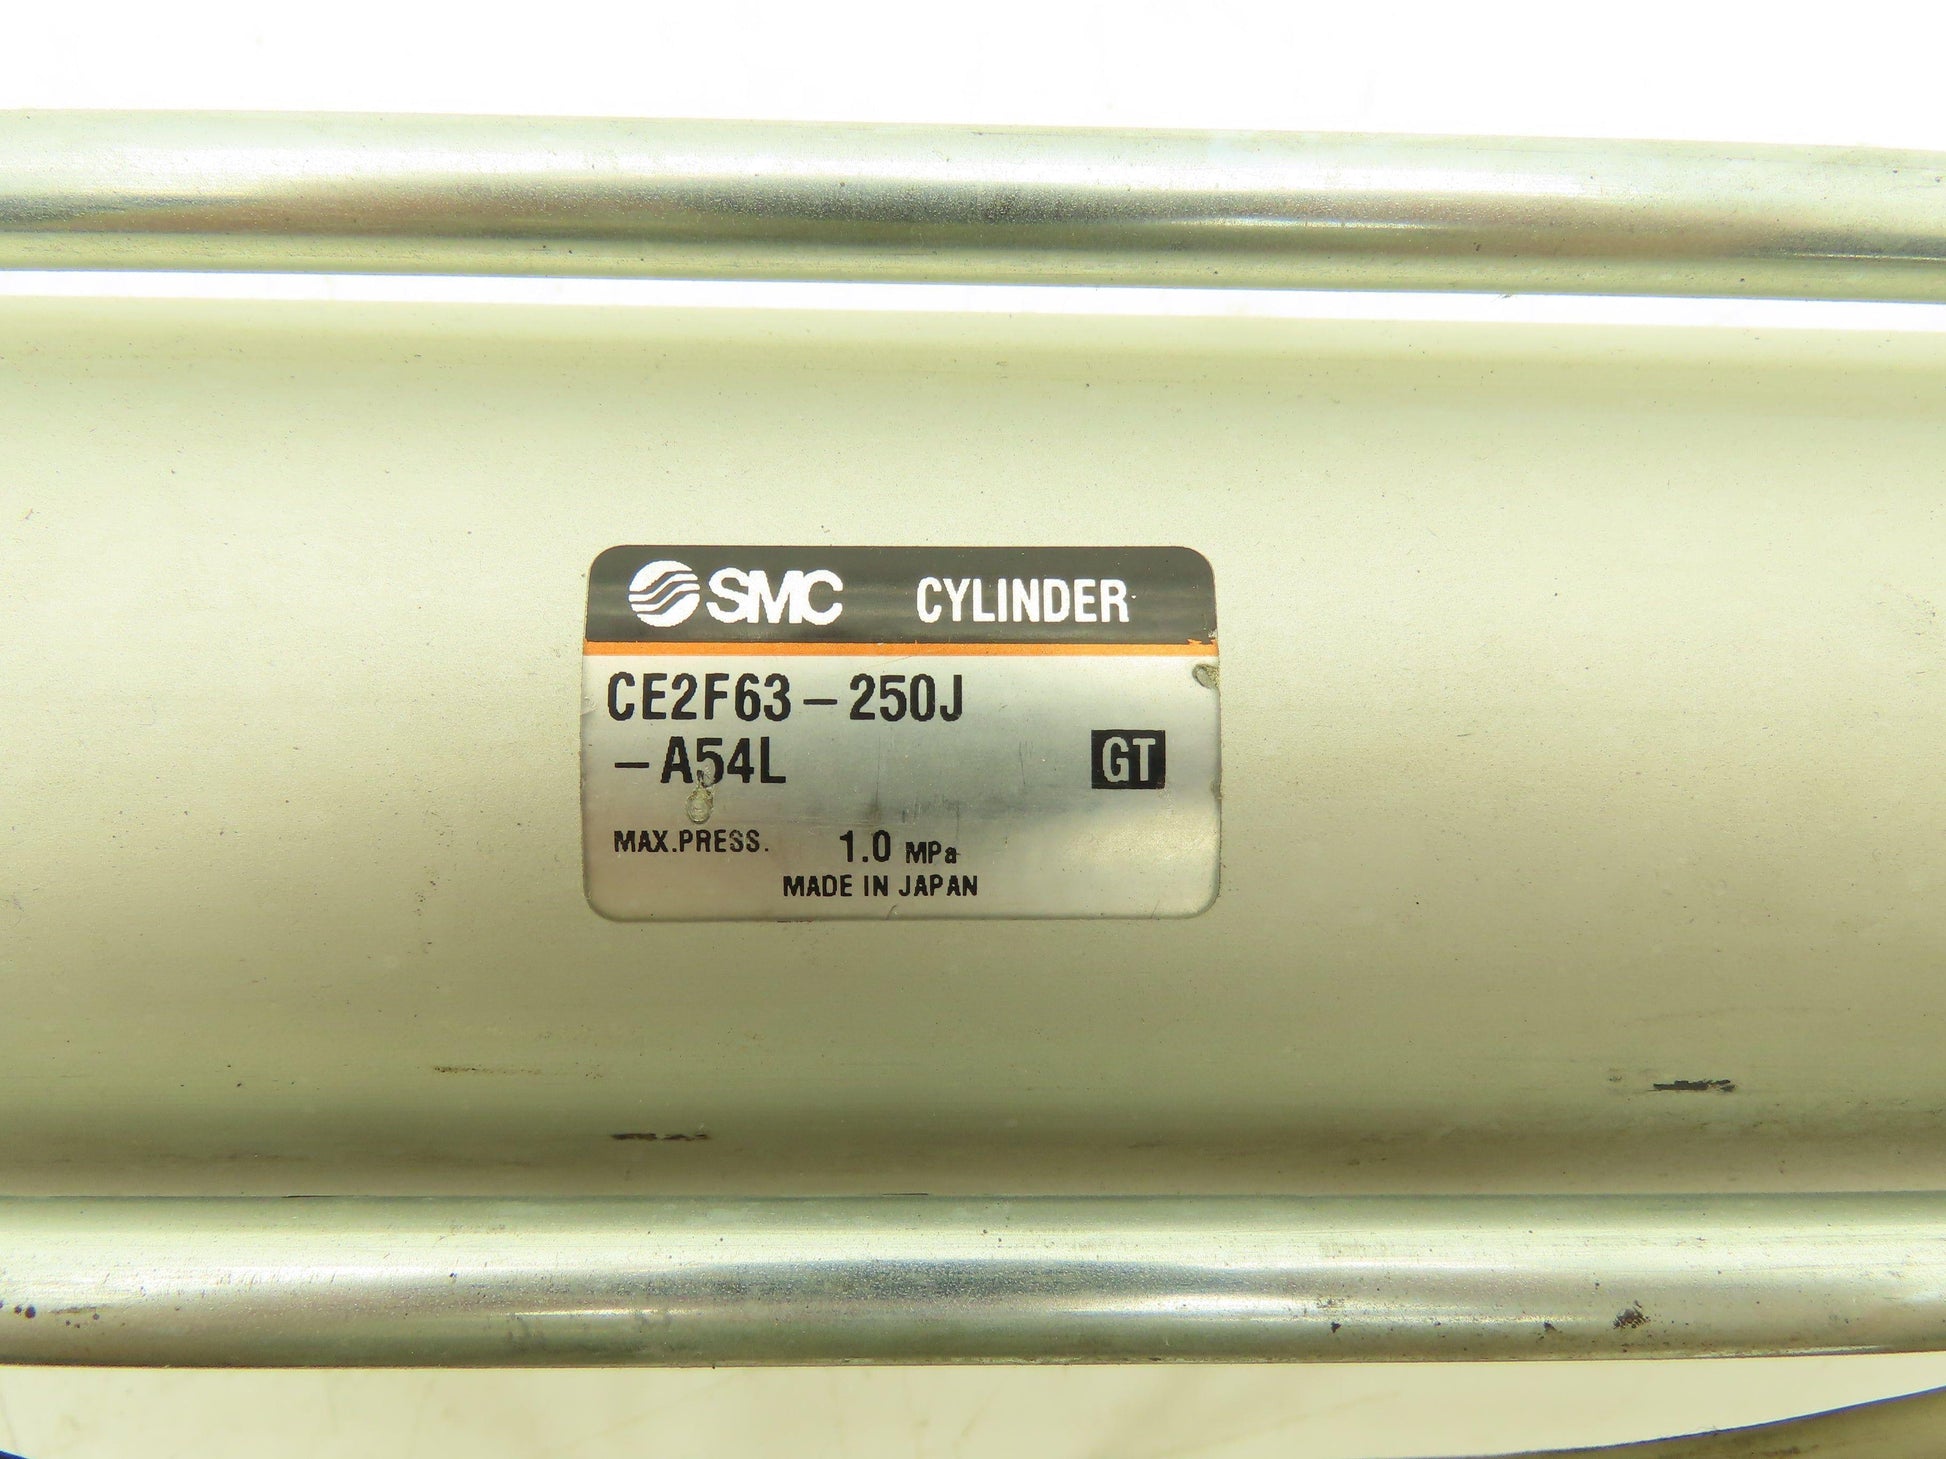 SMC CYLINDER
CE2F63-250J
-A54L GT
MAX.PRESS. 1.0 MPa
MADE IN JAPAN